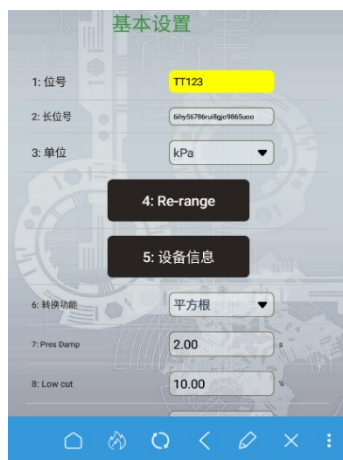 基本设置
1: 位号 TT123
2: 长位号
3: 单位 kPa
4: Re-range
5: 设备信息
6: 转换功能 平方根
7: Pres Damp 2.00 s
8: Low cut 10.00 %